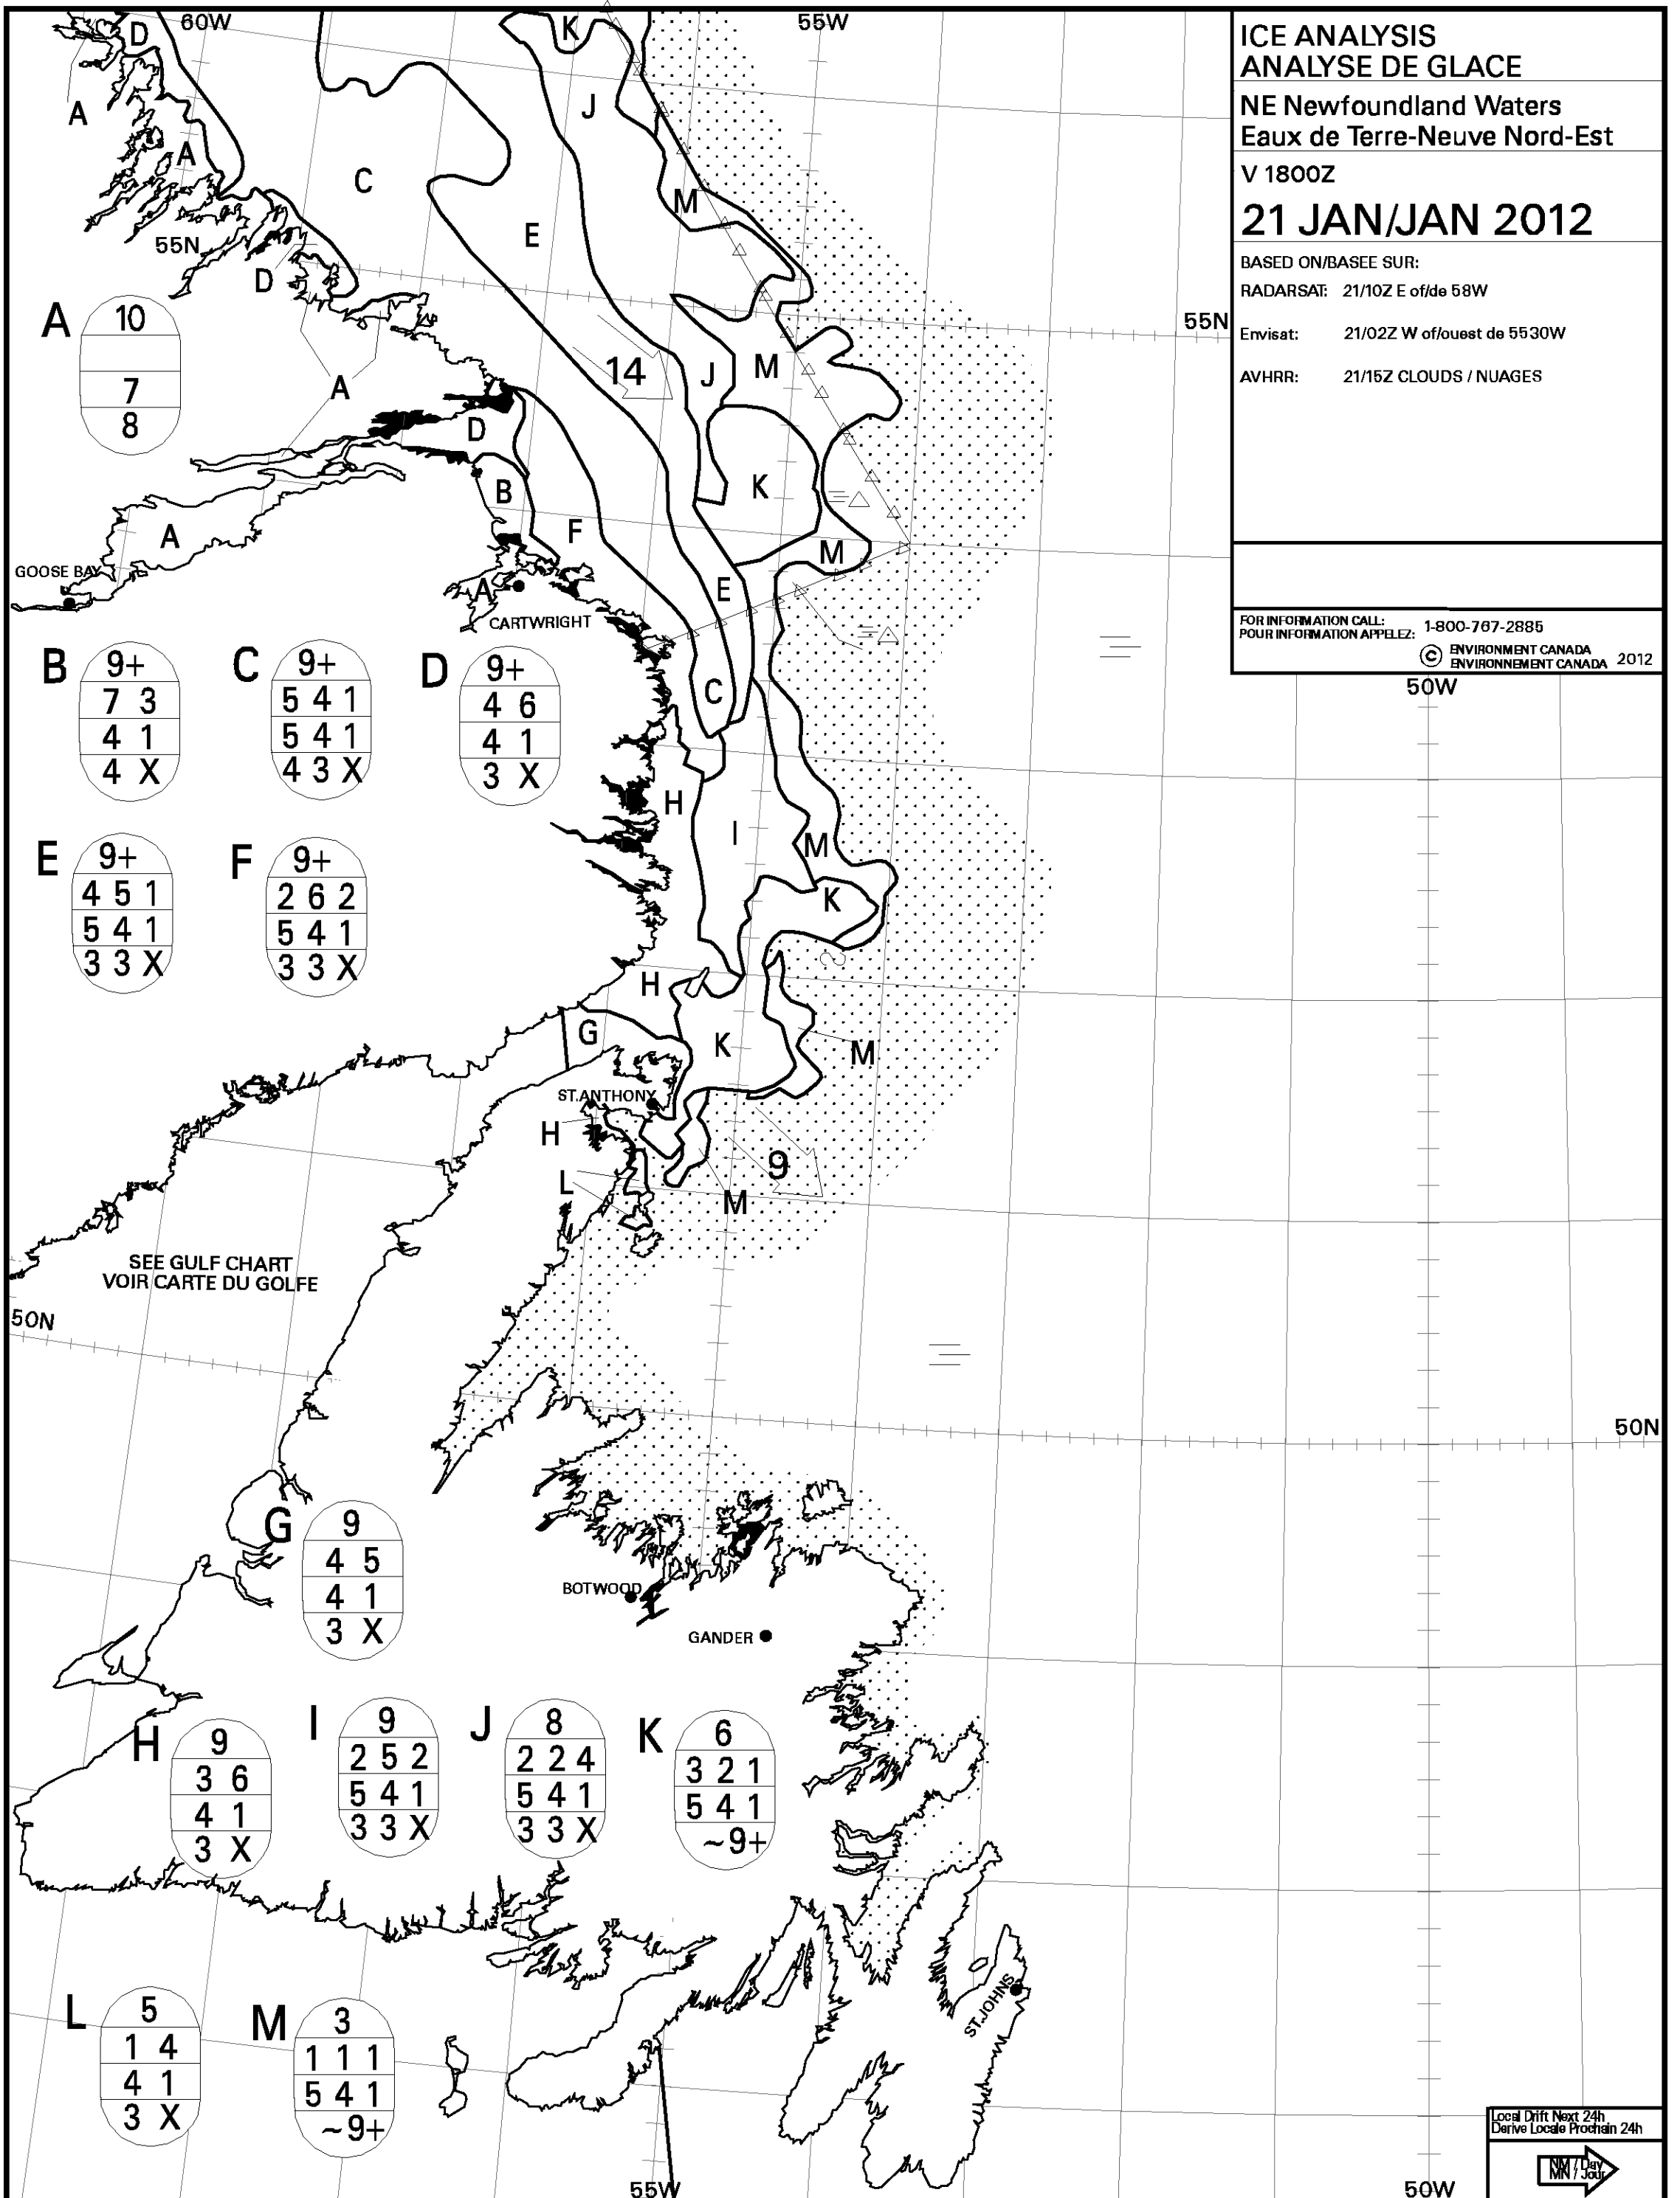 60W
55W
ICE ANALYSIS
ANALYSE DE GLACE
NE Newfoundland Waters
Eaux de Terre-Neuve Nord-Est
V 1800Z
21 JAN/JAN 2012
BASED ON/BASEE SUR:
RADARSAT: 21/10Z E of/de 58W
Envisat: 21/02Z W of/ouest de 5530W
AVHRR: 21/15Z CLOUDS / NUAGES
FOR INFORMATION CALL:
POUR INFORMATION APPELEZ: 1-800-767-2885
© ENVIRONMENT CANADA
ENVIRONNEMENT CANADA 2012
D
K
A
J
A
C
M
E
55N
D
55N
A
10
7
8
14
J
M
A
D
K
B
F
A
M
GOOSE BAY
A
E
CARTWRIGHT
50W
C
B
9+
7 3
4 1
4 X
C
9+
5 4 1
5 4 1
4 3 X
D
9+
4 6
4 1
3 X
H
I
M
E
9+
4 5 1
5 4 1
3 3 X
F
9+
2 6 2
5 4 1
3 3 X
K
H
G
K
M
ST.ANTHONY
H
9
L
M
SEE GULF CHART
VOIR CARTE DU GOLFE
50N
50N
G
9
4 5
4 1
3 X
BOTWOOD
GANDER
H
9
3 6
4 1
3 X
I
9
2 5 2
5 4 1
3 3 X
J
8
2 2 4
5 4 1
3 3 X
K
6
3 2 1
5 4 1
~9+
ST.JOHNS
L
5
1 4
4 1
3 X
M
3
1 1 1
5 4 1
~9+
Local Drift Next 24h
Derive Locale Prochain 24h
NM / Day
MN / Jour
55W
50W